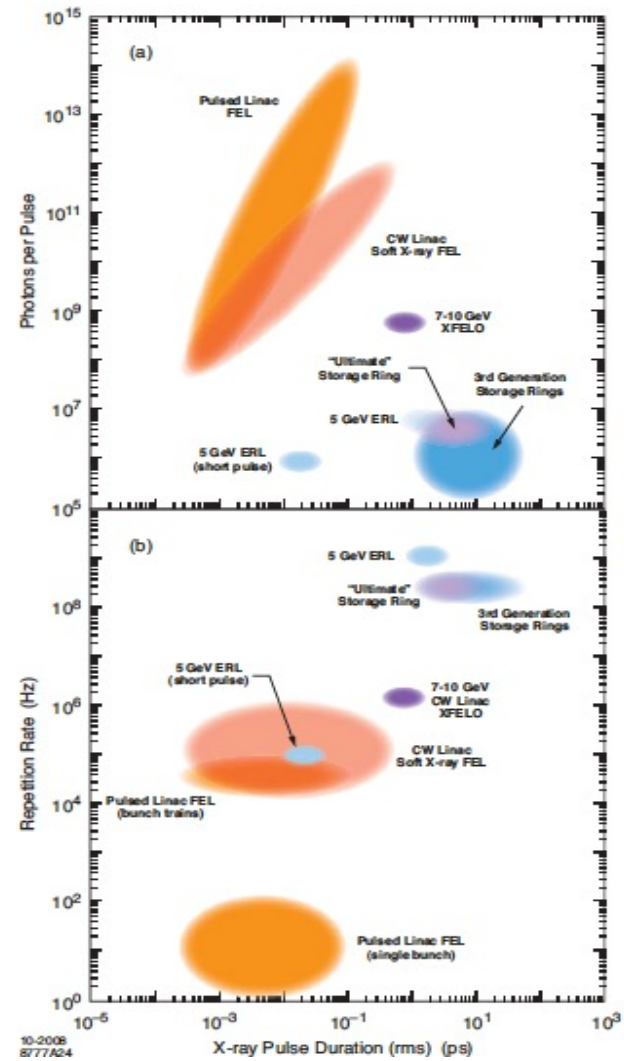 10^15
(a)
Pulsed Linac
FEL
10^13
10^11
CW Linac
Soft X-ray FEL
Photons per Pulse
10^9
7-10 GeV
XFELO
"Ultimate"
Storage Ring
3rd Generation
Storage Rings
10^7
5 GeV ERL
5 GeV ERL
(short pulse)
10^5
(b)
5 GeV ERL
10^8
"Ultimate"
Storage Ring
3rd Generation
Storage Rings
5 GeV ERL
(short pulse)
10^6
7-10 GeV
CW Linac
XFELO
CW Linac
Soft X-ray FEL
Repetition Rate (Hz)
10^4
Pulsed Linac FEL
(bunch trains)
10^2
Pulsed Linac FEL
(single bunch)
10^0
10^−5
10^−3
10^−1
10^1
10^3
X-ray Pulse Duration (rms) (ps)
10-2008
8777A24